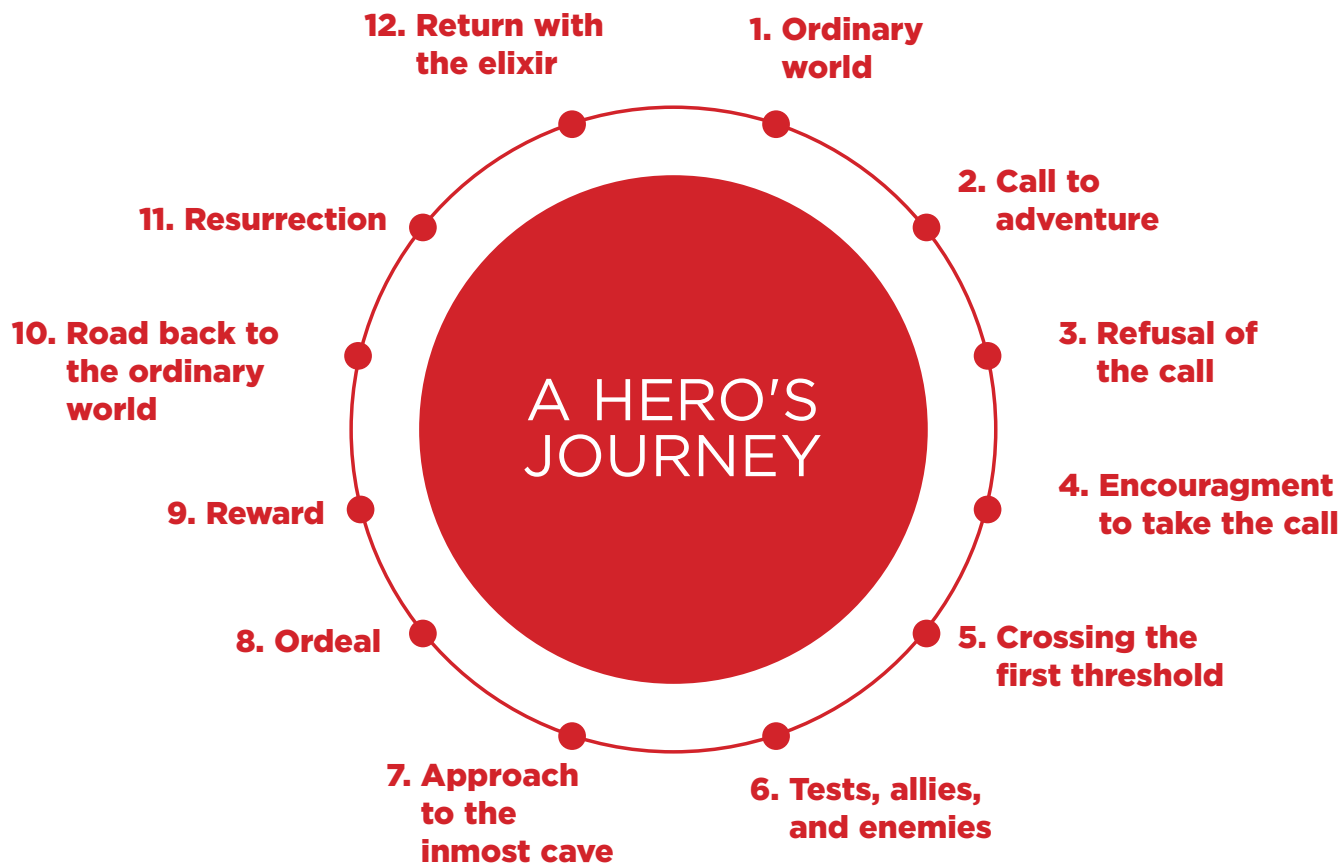 A HERO'S
JOURNEY
1. Ordinary
world
2. Call to
adventure
3. Refusal of
the call
4. Encouragment
to take the call
5. Crossing the
first threshold
6. Tests, allies,
and enemies
7. Approach
to the
inmost cave
8. Ordeal
9. Reward
10. Road back to
the ordinary
world
11. Resurrection
12. Return with
the elixir